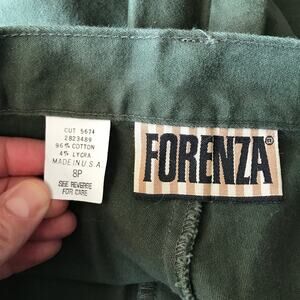 CUT 5674
2823489
96% COTTON
4% LYCRA
MADE IN U.S.A
8P
SEE REVERSE
FOR CARE
FORENZA